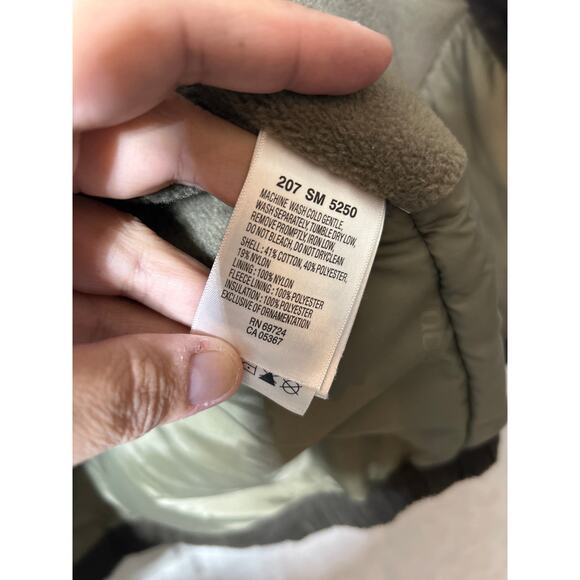 207 SM 5250
MACHINE WASH COLD GENTLE,
WASH SEPARATELY, TUMBLE DRY LOW,
REMOVE PROMPTLY, IRON LOW,
DO NOT BLEACH. DO NOT DRYCLEAN
SHELL : 41% COTTON, 40% POLYESTER,
19% NYLON
LINING : 100% NYLON
FLEECE LINING : 100% POLYESTER
INSULATION : 100% POLYESTER
EXCLUSIVE OF ORNAMENTATION
RN 69724
CA 05367